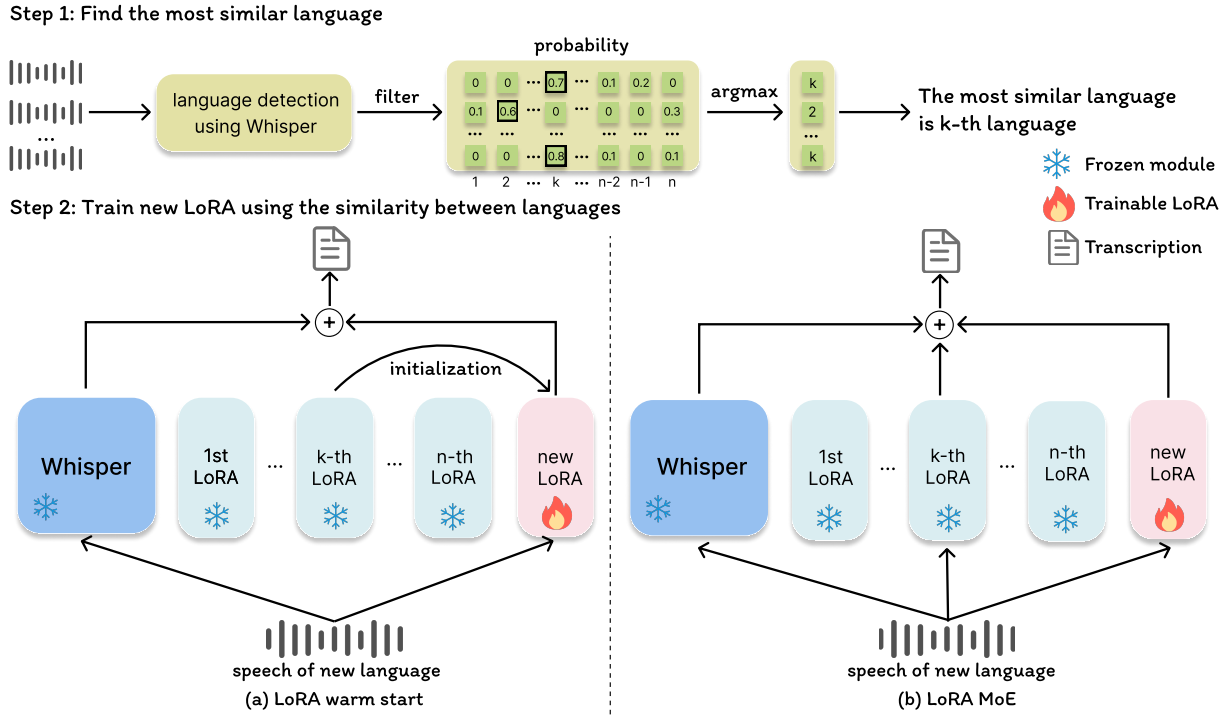 Step 1: Find the most similar language
probability
language detection
using Whisper
filter
0 0 ... 0.7 ... 0.1 0.2 0
0.1 0.6 ... 0 ... 0 0 0.3
... ... ... ... ... ...
0 0 ... 0.8 ... 0.1 0 0.1
1 2 ... k ... n-2 n-1 n
argmax
k
2
...
k
The most similar language
is k-th language
...
Frozen module
Trainable LoRA
Transcription
Step 2: Train new LoRA using the similarity between languages
+
initialization
Whisper
1st
LoRA
...
k-th
LoRA
...
n-th
LoRA
new
LoRA
speech of new language
(a) LoRA warm start
+
Whisper
1st
LoRA
...
k-th
LoRA
...
n-th
LoRA
new
LoRA
speech of new language
(b) LoRA MoE